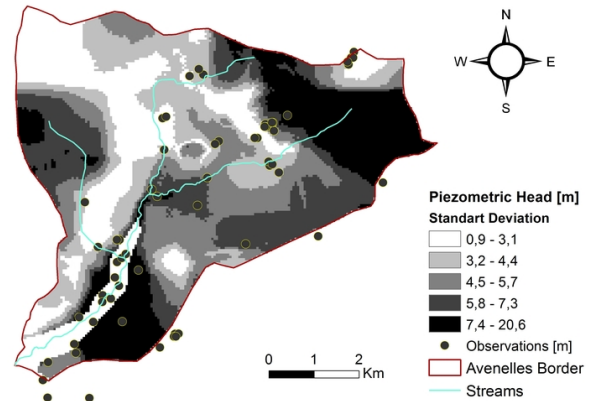 N
W E
S
Piezometric Head [m]
Standart Deviation
0,9 - 3,1
3,2 - 4,4
4,5 - 5,7
5,8 - 7,3
7,4 - 20,6
Observations [m]
Avenelles Border
Streams
0 1 2
Km